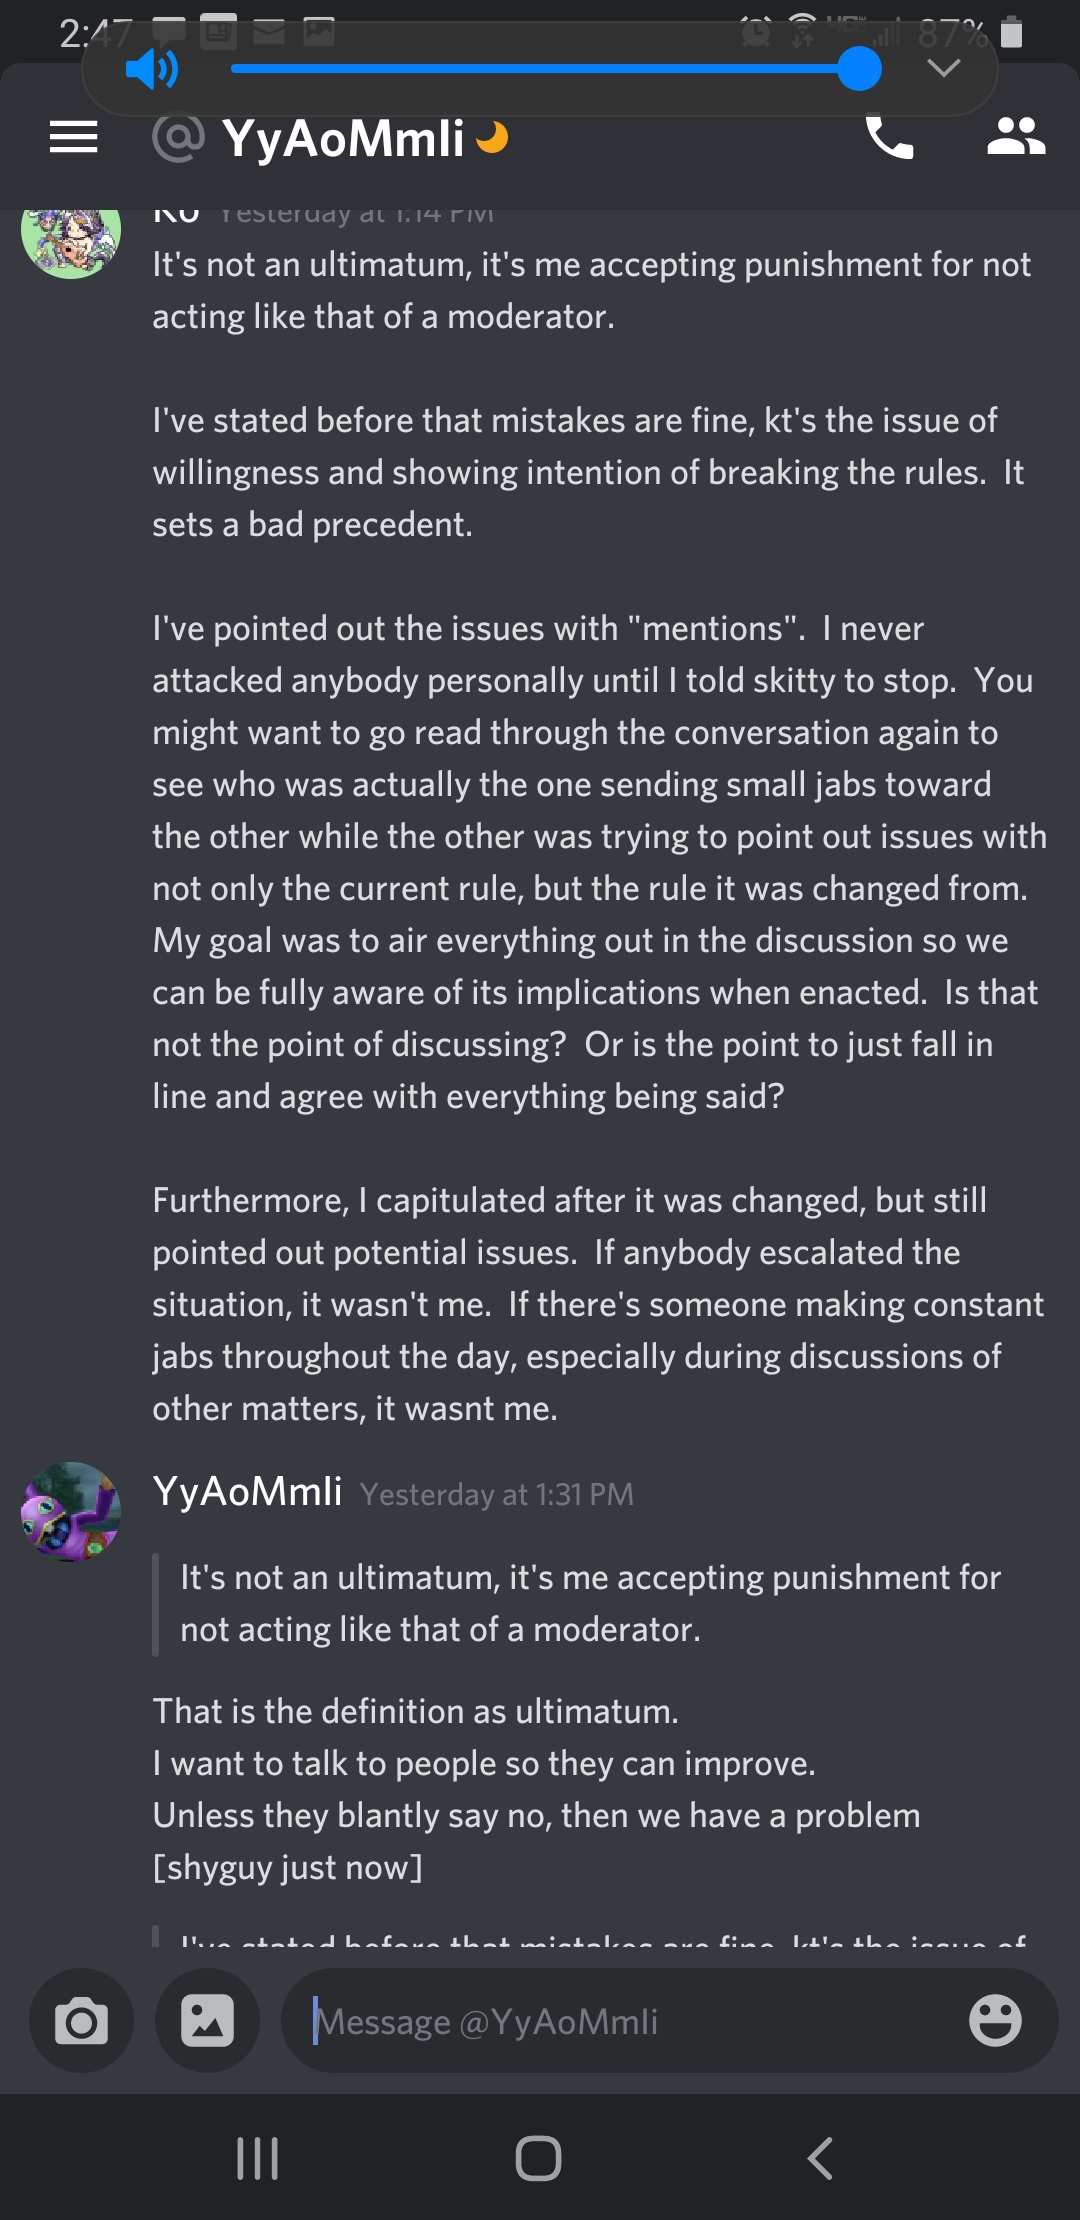 2:47
87%
@ YyAoMmli
Ko Yesterday at 1:14 PM
It's not an ultimatum, it's me accepting punishment for not
acting like that of a moderator.
I've stated before that mistakes are fine, kt's the issue of
willingness and showing intention of breaking the rules. It
sets a bad precedent.
I've pointed out the issues with "mentions". I never
attacked anybody personally until I told skitty to stop. You
might want to go read through the conversation again to
see who was actually the one sending small jabs toward
the other while the other was trying to point out issues with
not only the current rule, but the rule it was changed from.
My goal was to air everything out in the discussion so we
can be fully aware of its implications when enacted. Is that
not the point of discussing? Or is the point to just fall in
line and agree with everything being said?
Furthermore, I capitulated after it was changed, but still
pointed out potential issues. If anybody escalated the
situation, it wasn't me. If there's someone making constant
jabs throughout the day, especially during discussions of
other matters, it wasnt me.
YyAoMmli Yesterday at 1:31 PM
It's not an ultimatum, it's me accepting punishment for
not acting like that of a moderator.
That is the definition as ultimatum.
I want to talk to people so they can improve.
Unless they blantly say no, then we have a problem
[shyguy just now]
I've stated before that mistakes are fine, kt's the issue of
Message @YyAoMmli